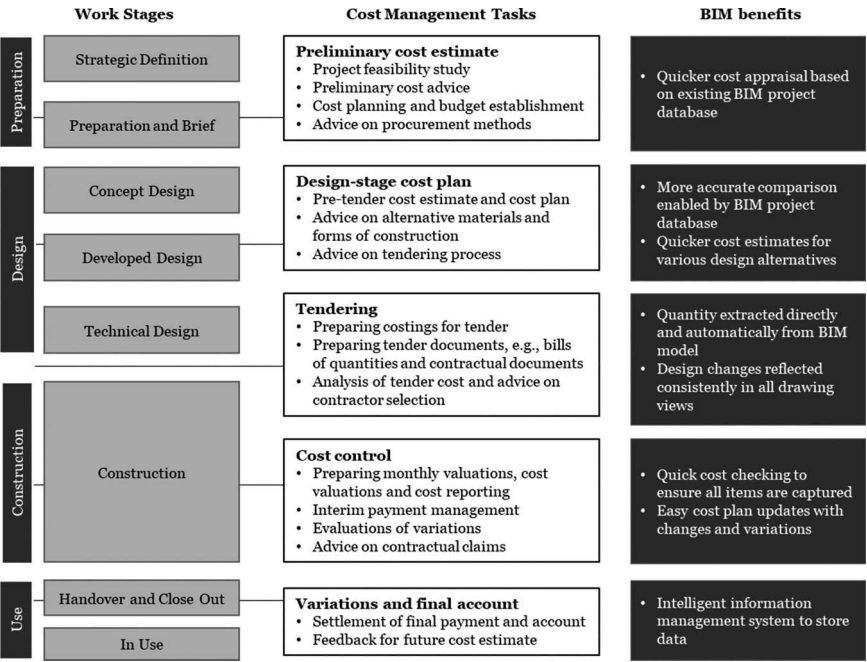 Work Stages
Cost Management Tasks
BIM benefits
Preparation
Strategic Definition
Preparation and Brief
Preliminary cost estimate
• Project feasibility study
• Preliminary cost advice
• Cost planning and budget establishment
• Advice on procurement methods
• Quicker cost appraisal based
on existing BIM project
database
Design
Concept Design
Developed Design
Technical Design
Design-stage cost plan
• Pre-tender cost estimate and cost plan
• Advice on alternative materials and
forms of construction
• Advice on tendering process
• More accurate comparison
enabled by BIM project
database
• Quicker cost estimates for
various design alternatives
Tendering
• Preparing costings for tender
• Preparing tender documents, e.g., bills
of quantities and contractual documents
• Analysis of tender cost and advice on
contractor selection
• Quantity extracted directly
and automatically from BIM
model
• Design changes reflected
consistently in all drawing
views
Construction
Construction
Cost control
• Preparing monthly valuations, cost
valuations and cost reporting
• Interim payment management
• Evaluations of variations
• Advice on contractual claims
• Quick cost checking to
ensure all items are captured
• Easy cost plan updates with
changes and variations
Use
Handover and Close Out
In Use
Variations and final account
• Settlement of final payment and account
• Feedback for future cost estimate
• Intelligent information
management system to store
data